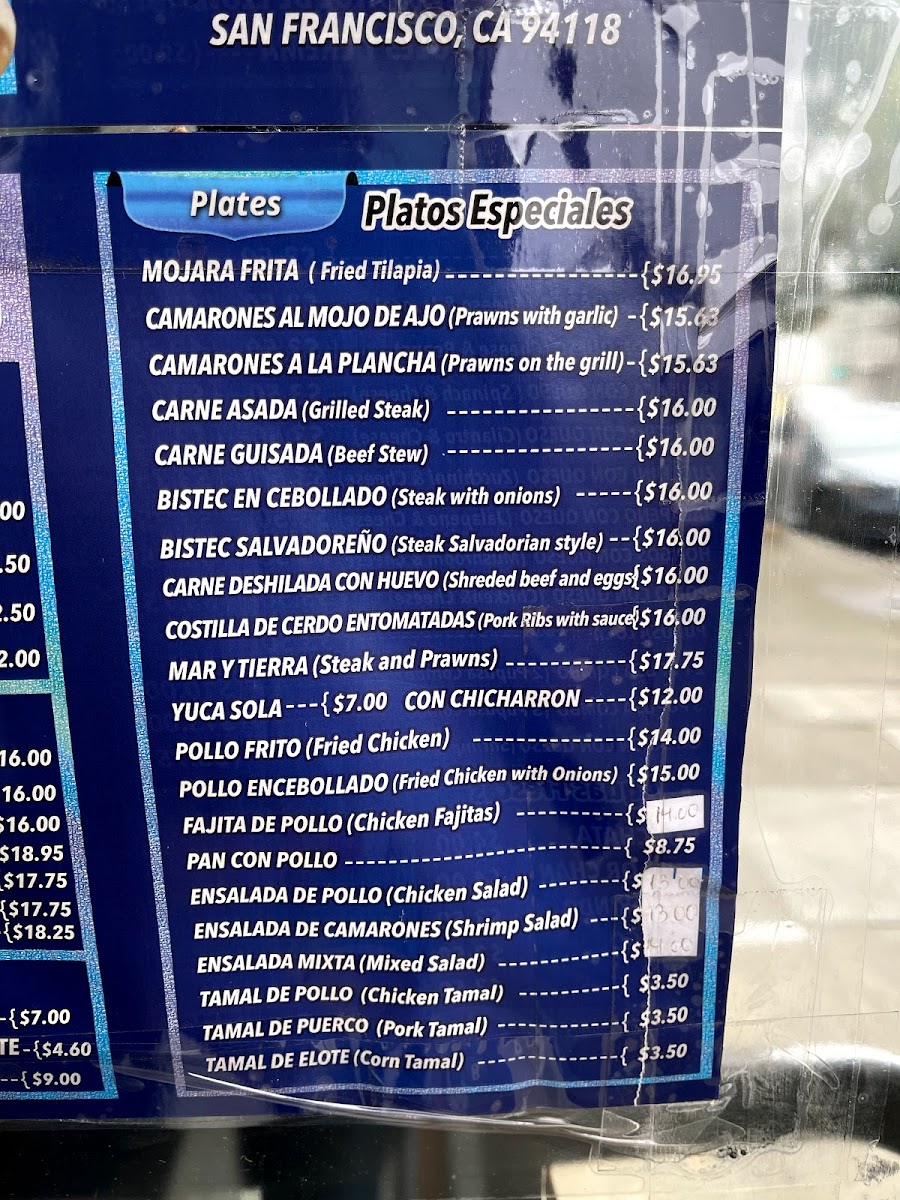 SAN FRANCISCO, CA 94118
Plates
Platos Especiales
MOJARA FRITA ( Fried Tilapia) ---------------{$16.95
CAMARONES AL MOJO DE AJO (Prawns with garlic) -{$15.63
CAMARONES A LA PLANCHA (Prawns on the grill)-{$15.63
CARNE ASADA (Grilled Steak) ----------------{$16.00
CARNE GUISADA (Beef Stew) ----------------{$16.00
BISTEC EN CEBOLLADO (Steak with onions) -----{$16.00
BISTEC SALVADOREÑO (Steak Salvadorian style) --{$16.00
CARNE DESHILADA CON HUEVO (Shreded beef and eggs{$16.00
COSTILLA DE CERDO ENTOMATADAS (Pork Ribs with sauce{$16.00
MAR Y TIERRA (Steak and Prawns) -----------{$17.75
YUCA SOLA ---{$7.00 CON CHICHARRON ----{$12.00
POLLO FRITO (Fried Chicken) --------------{$14.00
POLLO ENCEBOLLADO (Fried Chicken with Onions) {$15.00
FAJITA DE POLLO (Chicken Fajitas) ----------{$14.00
PAN CON POLLO -------------------------{ $8.75
ENSALADA DE POLLO (Chicken Salad) -------{$13.00
ENSALADA DE CAMARONES (Shrimp Salad) ---{$13.00
ENSALADA MIXTA (Mixed Salad) ------------{$
TAMAL DE POLLO (Chicken Tamal) ---------{ $3.50
TAMAL DE PUERCO (Pork Tamal) -----------{ $3.50
TAMAL DE ELOTE (Corn Tamal) -------------{ $3.50
00
.50
2.50
2.00
16.00
16.00
$16.00
$18.95
$17.75
{$17.75
{$18.25
-{$7.00
TE -{$4.60
--{$9.00